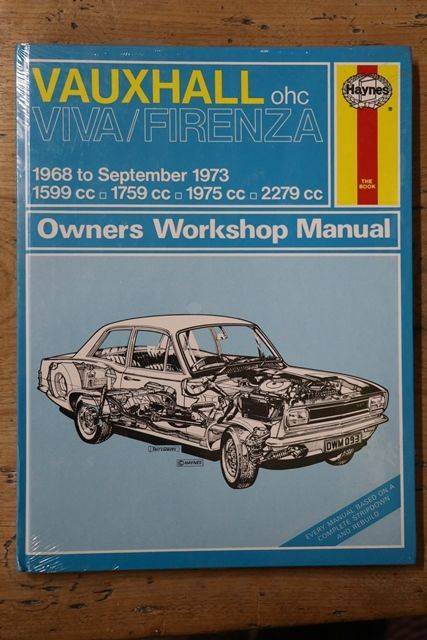 VAUXHALL ohc
VIVA/FIRENZA
Haynes
THE
BOOK
1968 to September 1973
1599 cc □ 1759 cc □ 1975 cc □ 2279 cc
Owners Workshop Manual
OWM 093
© HAYNES
EVERY MANUAL BASED ON A
COMPLETE STRIPDOWN
AND REBUILD